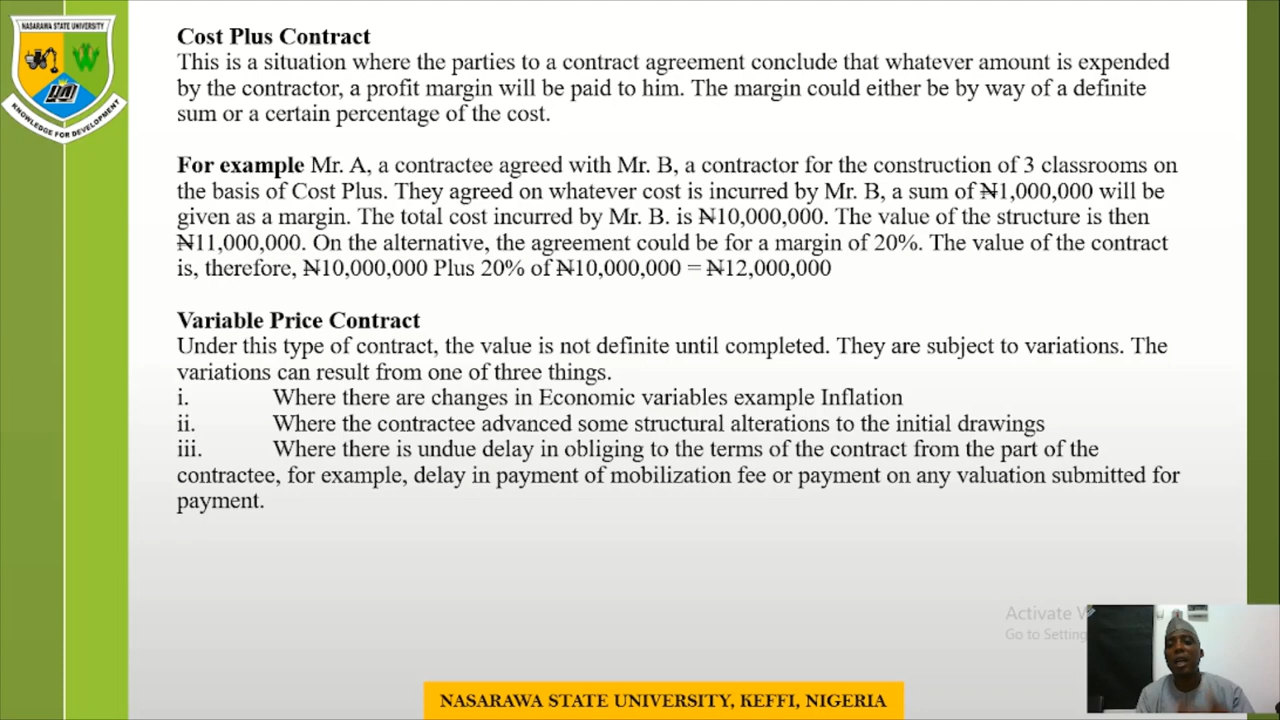 NASARAWA STATE UNIVERSITY
KNOWLEDGE FOR DEVELOPMENT
Cost Plus Contract
This is a situation where the parties to a contract agreement conclude that whatever amount is expended
by the contractor, a profit margin will be paid to him. The margin could either be by way of a definite
sum or a certain percentage of the cost.
For example Mr. A, a contractee agreed with Mr. B, a contractor for the construction of 3 classrooms on
the basis of Cost Plus. They agreed on whatever cost is incurred by Mr. B, a sum of ₦1,000,000 will be
given as a margin. The total cost incurred by Mr. B. is ₦10,000,000. The value of the structure is then
₦11,000,000. On the alternative, the agreement could be for a margin of 20%. The value of the contract
is, therefore, ₦10,000,000 Plus 20% of ₦10,000,000 = ₦12,000,000
Variable Price Contract
Under this type of contract, the value is not definite until completed. They are subject to variations. The
variations can result from one of three things.
i. Where there are changes in Economic variables example Inflation
ii. Where the contractee advanced some structural alterations to the initial drawings
iii. Where there is undue delay in obliging to the terms of the contract from the part of the
contractee, for example, delay in payment of mobilization fee or payment on any valuation submitted for
payment.
Activate W
Go to Setting
NASARAWA STATE UNIVERSITY, KEFFI, NIGERIA